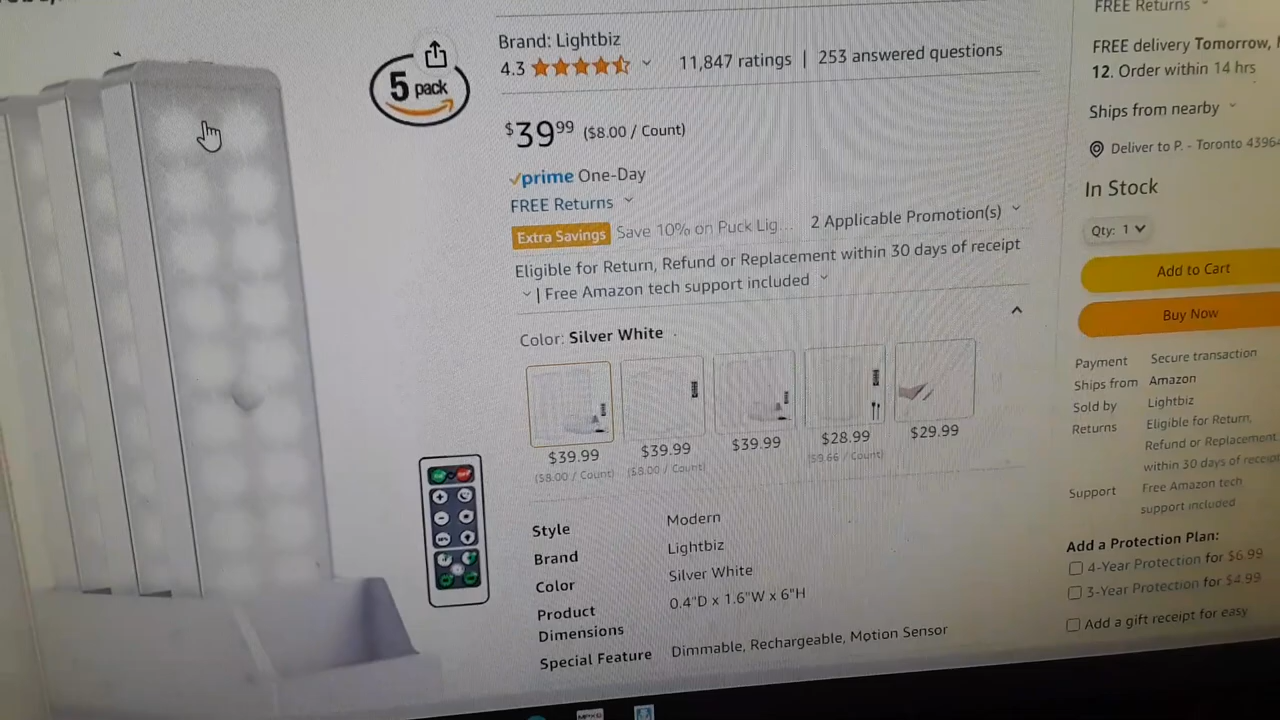 FREE Returns
Brand: Lightbiz
4.3
11,847 ratings | 253 answered questions
5 pack
$39.99 ($8.00 / Count)
prime One-Day
FREE Returns
Extra Savings Save 10% on Puck Lig... 2 Applicable Promotion(s)
Eligible for Return, Refund or Replacement within 30 days of receipt
| Free Amazon tech support included
Color: Silver White
$39.99 $39.99 $39.99 $28.99 $29.99
($8.00 / Count) ($8.00 / Count) ($9.66 / Count)
Style Modern
Brand Lightbiz
Color Silver White
Product Dimensions 0.4"D x 1.6"W x 6"H
Special Feature Dimmable, Rechargeable, Motion Sensor
FREE delivery Tomorrow,
12. Order within 14 hrs
Ships from nearby
Deliver to P. - Toronto 4396
In Stock
Qty: 1
Add to Cart
Buy Now
Payment Secure transaction
Ships from Amazon
Sold by Lightbiz
Returns Eligible for Return,
Refund or Replacement
within 30 days of receipt
Support Free Amazon tech
support included
Add a Protection Plan:
4-Year Protection for $6.99
3-Year Protection for $4.99
Add a gift receipt for easy